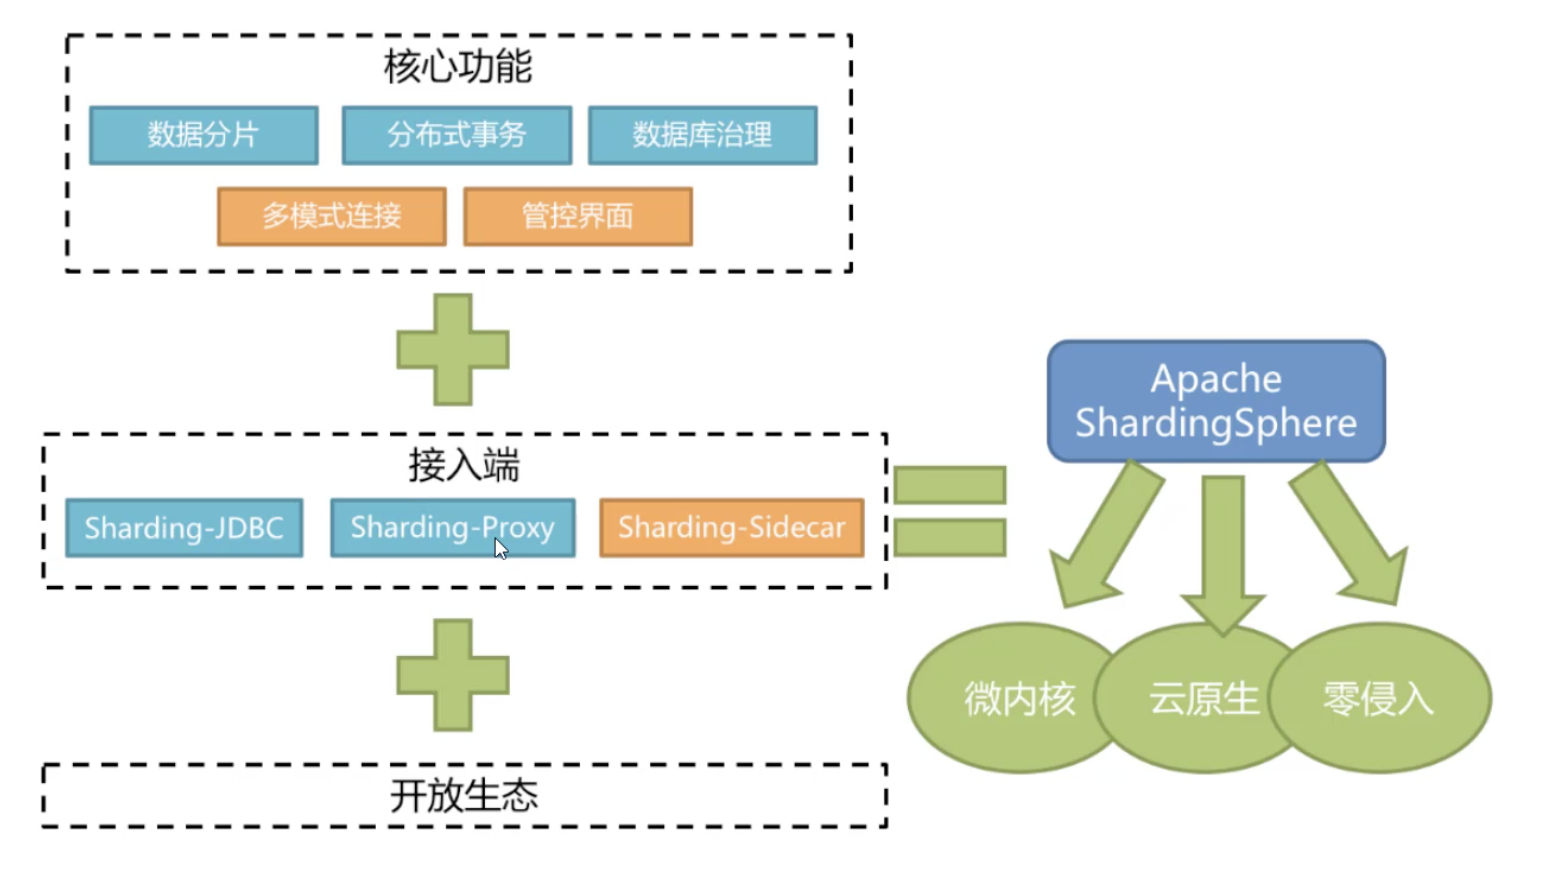 核心功能
数据分片
分布式事务
数据库治理
多模式连接
管控界面
接入端
Sharding-JDBC
Sharding-Proxy
Sharding-Sidecar
开放生态
Apache
ShardingSphere
微内核
云原生
零侵入